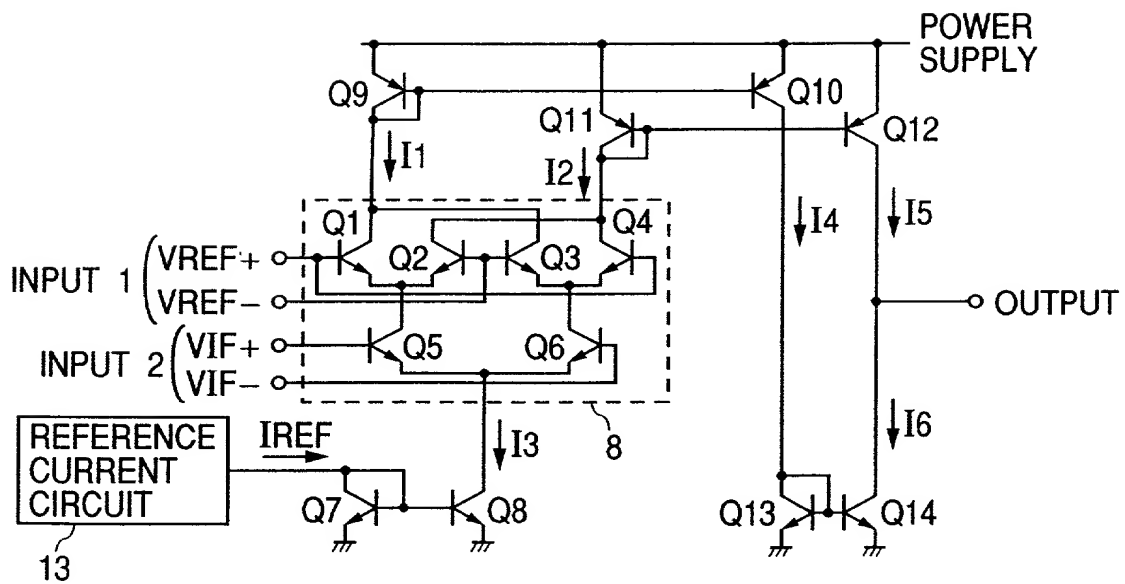 POWER
SUPPLY
Q9
Q10
Q11
Q12
I1
I2
I4
I5
Q1
Q2
Q3
Q4
INPUT 1
VREF+
VREF−
OUTPUT
INPUT 2
VIF+
VIF−
Q5
Q6
8
REFERENCE
CURRENT
CIRCUIT
IREF
I3
I6
Q7
Q8
Q13
Q14
13